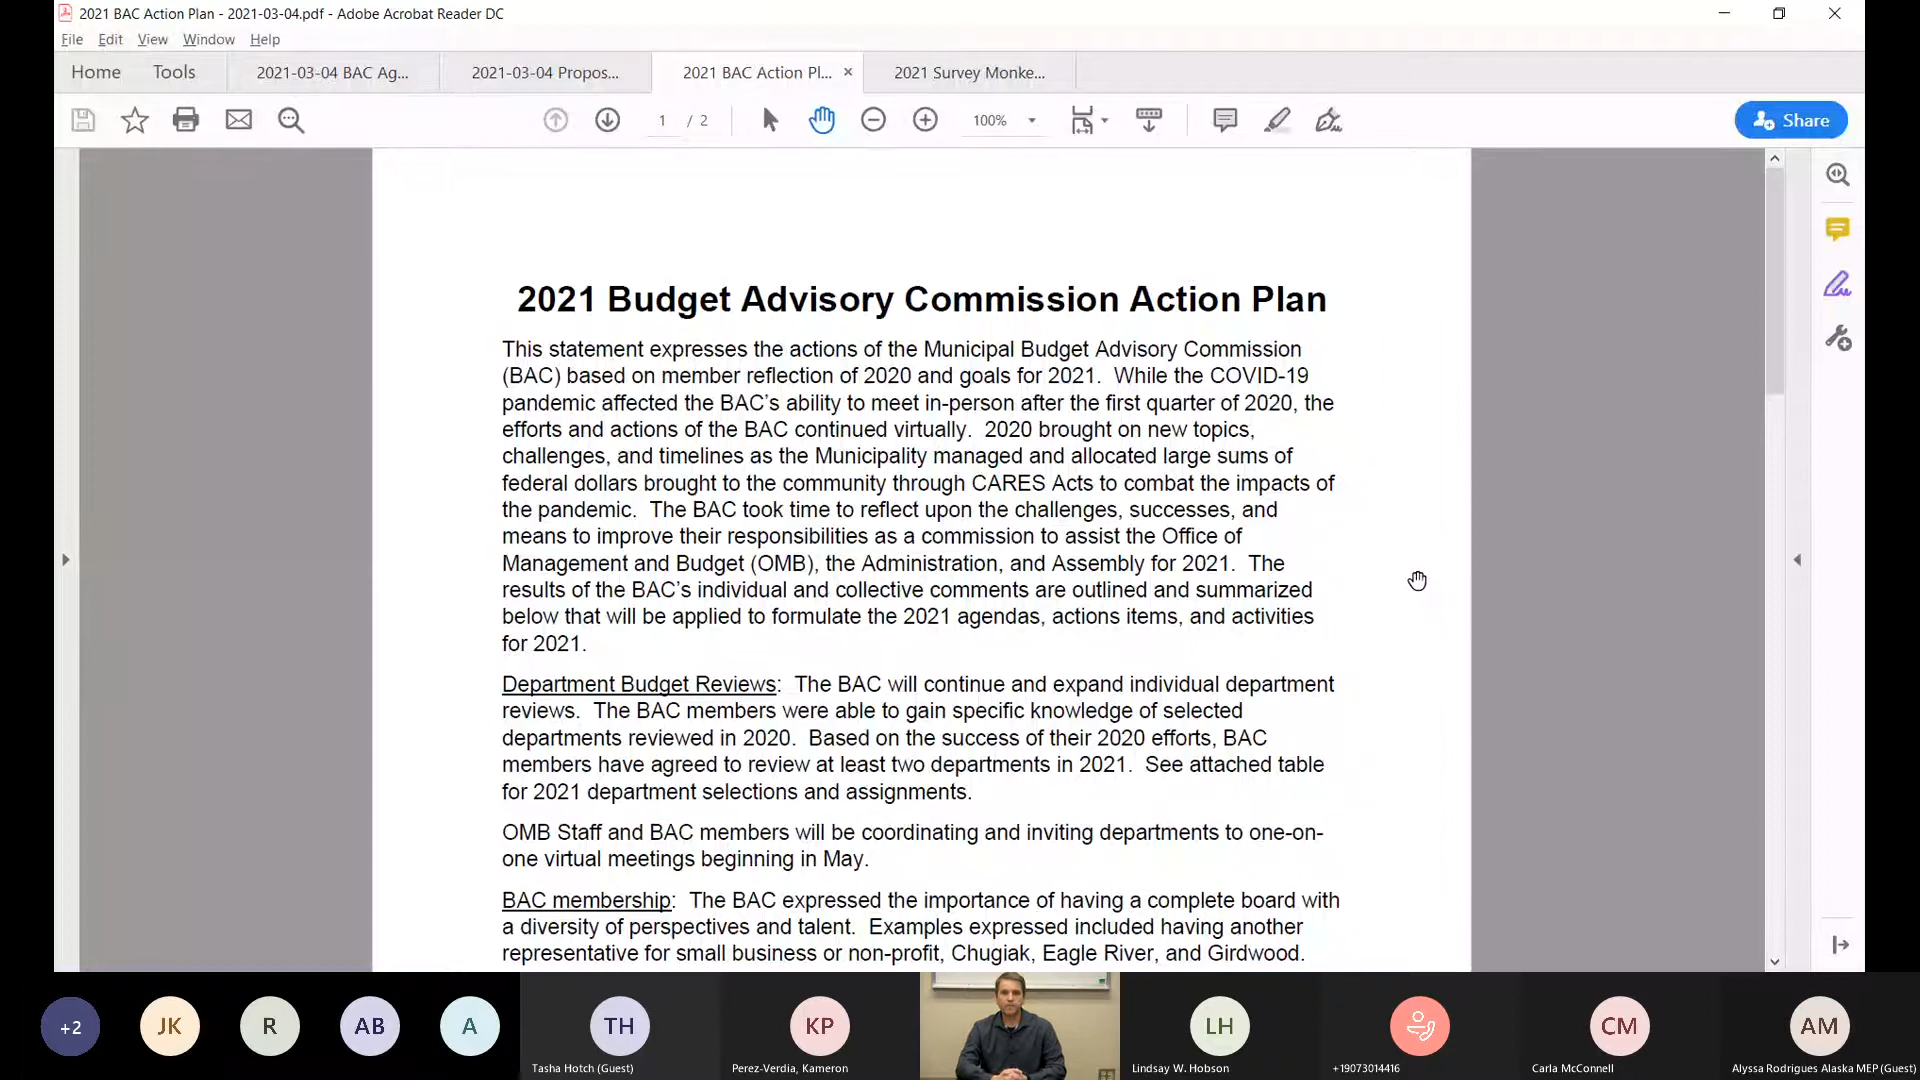 2021 BAC Action Plan - 2021-03-04.pdf - Adobe Acrobat Reader DC
File Edit View Window Help
Home Tools 2021-03-04 BAC Ag... 2021-03-04 Propos... 2021 BAC Action Pl... × 2021 Survey Monke...
1 / 2 100% Share
2021 Budget Advisory Commission Action Plan
This statement expresses the actions of the Municipal Budget Advisory Commission
(BAC) based on member reflection of 2020 and goals for 2021. While the COVID-19
pandemic affected the BAC's ability to meet in-person after the first quarter of 2020, the
efforts and actions of the BAC continued virtually. 2020 brought on new topics,
challenges, and timelines as the Municipality managed and allocated large sums of
federal dollars brought to the community through CARES Acts to combat the impacts of
the pandemic. The BAC took time to reflect upon the challenges, successes, and
means to improve their responsibilities as a commission to assist the Office of
Management and Budget (OMB), the Administration, and Assembly for 2021. The
results of the BAC's individual and collective comments are outlined and summarized
below that will be applied to formulate the 2021 agendas, actions items, and activities
for 2021.
Department Budget Reviews: The BAC will continue and expand individual department
reviews. The BAC members were able to gain specific knowledge of selected
departments reviewed in 2020. Based on the success of their 2020 efforts, BAC
members have agreed to review at least two departments in 2021. See attached table
for 2021 department selections and assignments.
OMB Staff and BAC members will be coordinating and inviting departments to one-on-
one virtual meetings beginning in May.
BAC membership: The BAC expressed the importance of having a complete board with
a diversity of perspectives and talent. Examples expressed included having another
representative for small business or non-profit, Chugiak, Eagle River, and Girdwood.
+2 JK R AB A TH KP LH CM AM
Tasha Hotch (Guest) Perez-Verdia, Kameron Lindsay W. Hobson +19073014416 Carla McConnell Alyssa Rodrigues Alaska MEP (Guest)